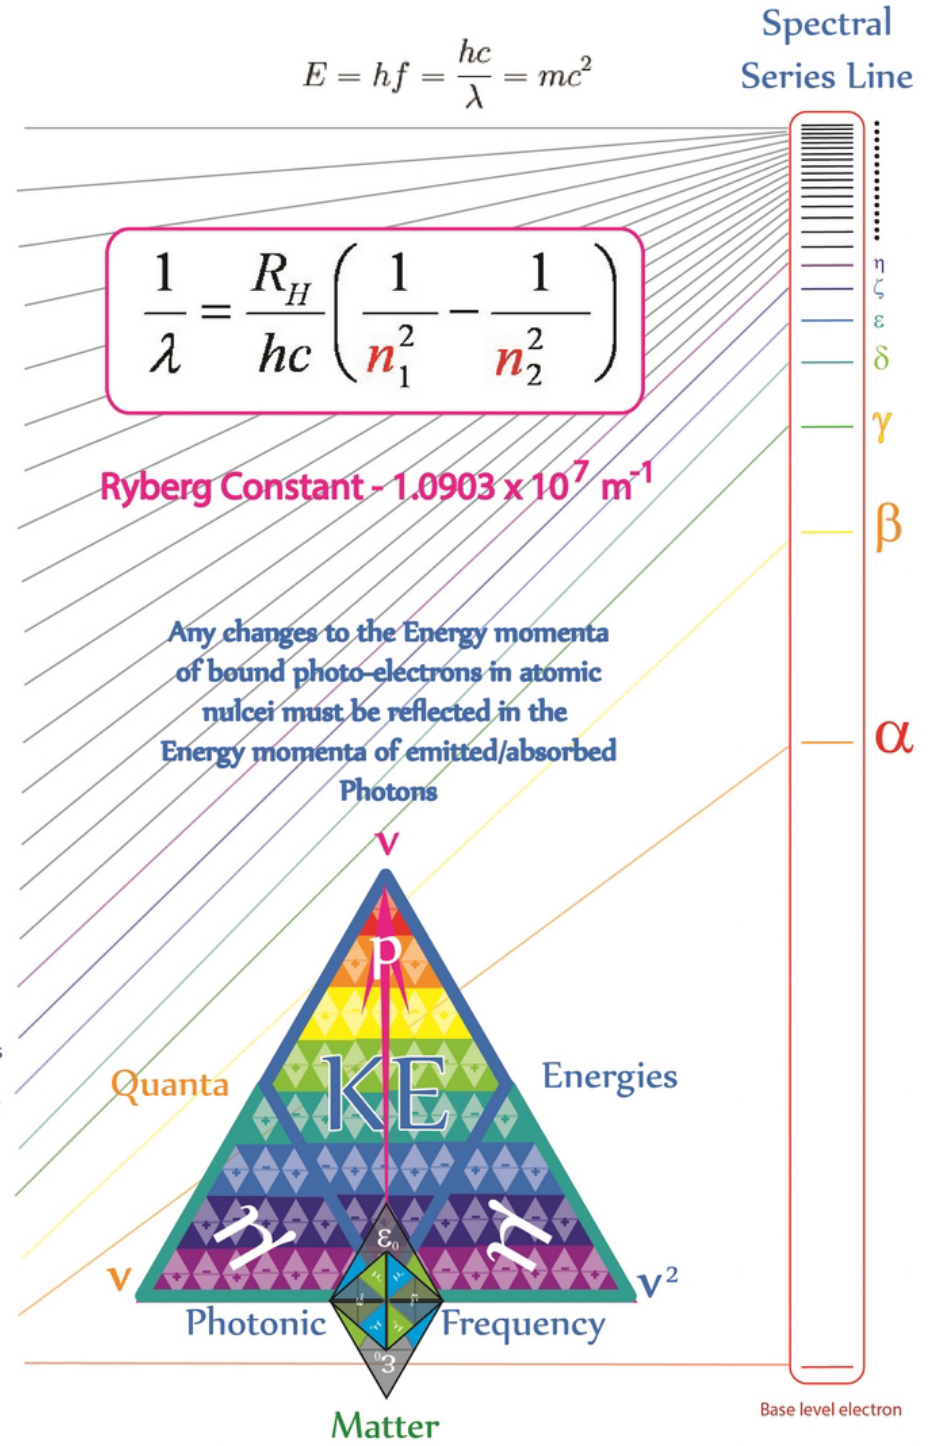 Spectral
Series Line
E = hf = hc/λ = mc²
1/λ = R_H/hc (1/n₁² − 1/n₂²)
η
ζ
ε
δ
γ
β
α
Ryberg Constant - 1.0903 x 10⁷ m⁻¹
Any changes to the Energy momenta
of bound photo-electrons in atomic
nulcei must be reflected in the
Energy momenta of emitted/absorbed
Photons
v
p
KE
Quanta
Energies
η η
ε₀
v
v²
Photonic
Frequency
ε₀
Matter
Base level electron